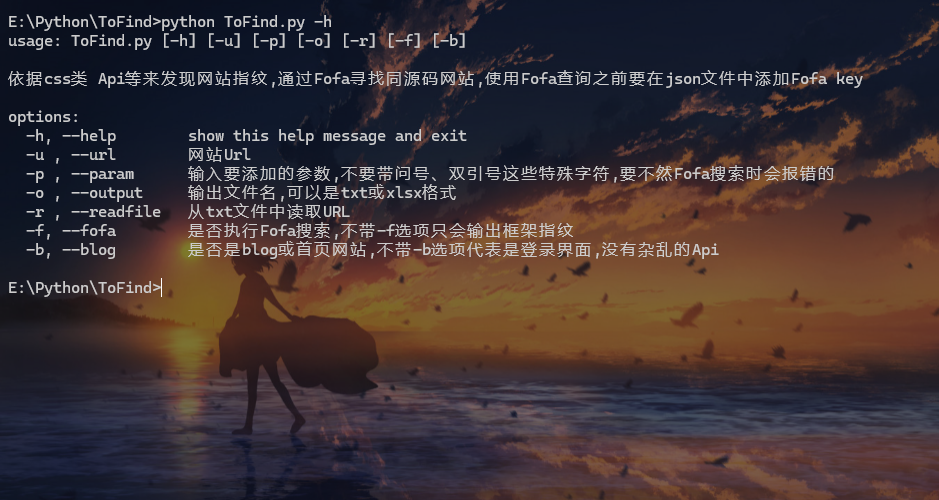 E:\Python\ToFind>python ToFind.py -h
usage: ToFind.py [-h] [-u] [-p] [-o] [-r] [-f] [-b]
依据css类 Api等来发现网站指纹,通过Fofa寻找同源码网站,使用Fofa查询之前要在json文件中添加Fofa key
options:
-h, --help show this help message and exit
-u , --url 网站Url
-p , --param 输入要添加的参数,不要带问号、双引号这些特殊字符,要不然Fofa搜索时会报错的
-o , --output 输出文件名,可以是txt或xlsx格式
-r , --readfile 从txt文件中读取URL
-f, --fofa 是否执行Fofa搜索,不带-f选项只会输出框架指纹
-b, --blog 是否是blog或首页网站,不带-b选项代表是登录界面,没有杂乱的Api
E:\Python\ToFind>